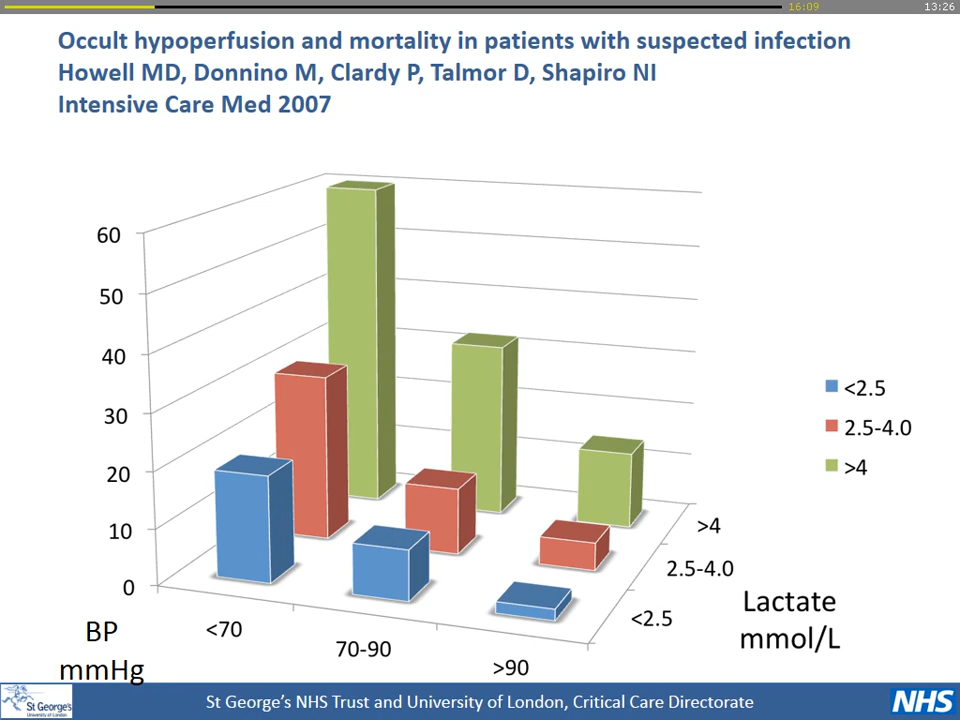 16:09
13:26
Occult hypoperfusion and mortality in patients with suspected infection
Howell MD, Donnino M, Clardy P, Talmor D, Shapiro NI
Intensive Care Med 2007
60
50
40
30
20
10
0
<2.5
2.5-4.0
>4
>4
2.5-4.0
<2.5
Lactate
mmol/L
<70
70-90
>90
BP
mmHg
St George's
University of London
St George's NHS Trust and University of London, Critical Care Directorate
NHS